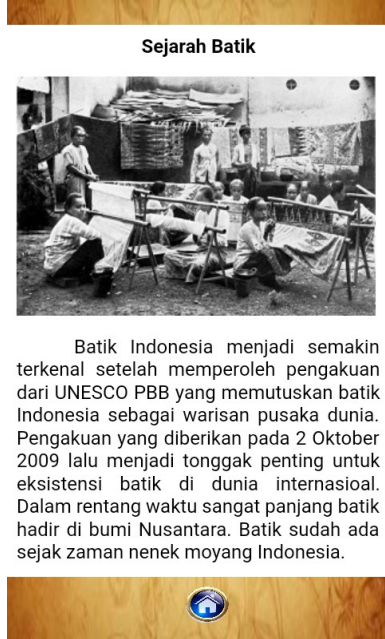 Sejarah Batik
Batik Indonesia menjadi semakin
terkenal setelah memperoleh pengakuan
dari UNESCO PBB yang memutuskan batik
Indonesia sebagai warisan pusaka dunia.
Pengakuan yang diberikan pada 2 Oktober
2009 lalu menjadi tonggak penting untuk
eksistensi batik di dunia internasioal.
Dalam rentang waktu sangat panjang batik
hadir di bumi Nusantara. Batik sudah ada
sejak zaman nenek moyang Indonesia.